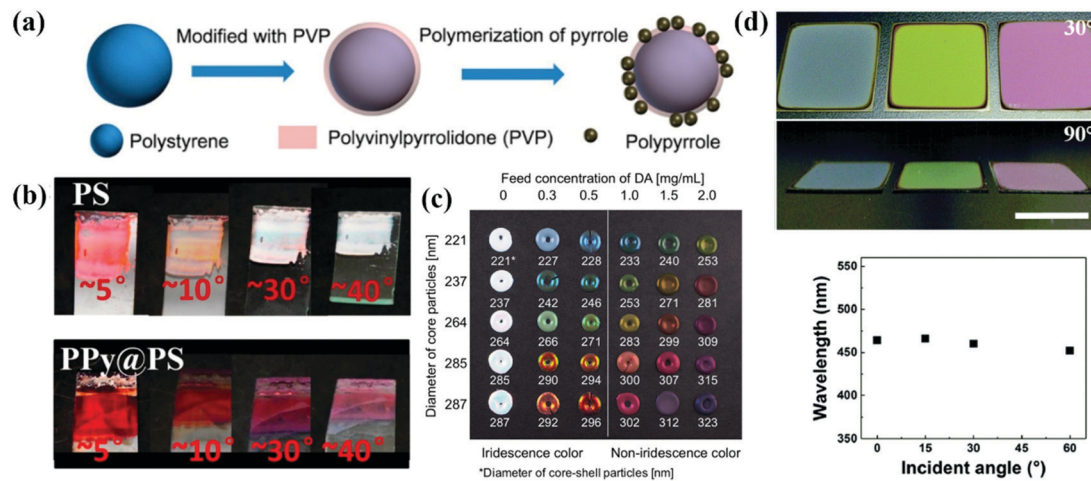 (a)
Modified with PVP
Polymerization of pyrrole
Polystyrene
Polyvinylpyrrolidone (PVP)
Polypyrrole
(b)
PS
~5° ~10° ~30° ~40°
PPy@PS
~5° ~10° ~30° ~40°
(c)
Feed concentration of DA [mg/mL]
0 0.3 0.5 1.0 1.5 2.0
Diameter of core particles [nm]
221
221* 227 228 233 240 253
237
237 242 246 253 271 281
264
264 266 271 283 299 309
285
285 290 294 300 307 315
287
287 292 296 302 312 323
Iridescence color Non-iridescence color
*Diameter of core-shell particles [nm]
(d)
30°
90°
Wavelength (nm)
550
500
450
400
350
0 15 30 45 60
Incident angle (°)